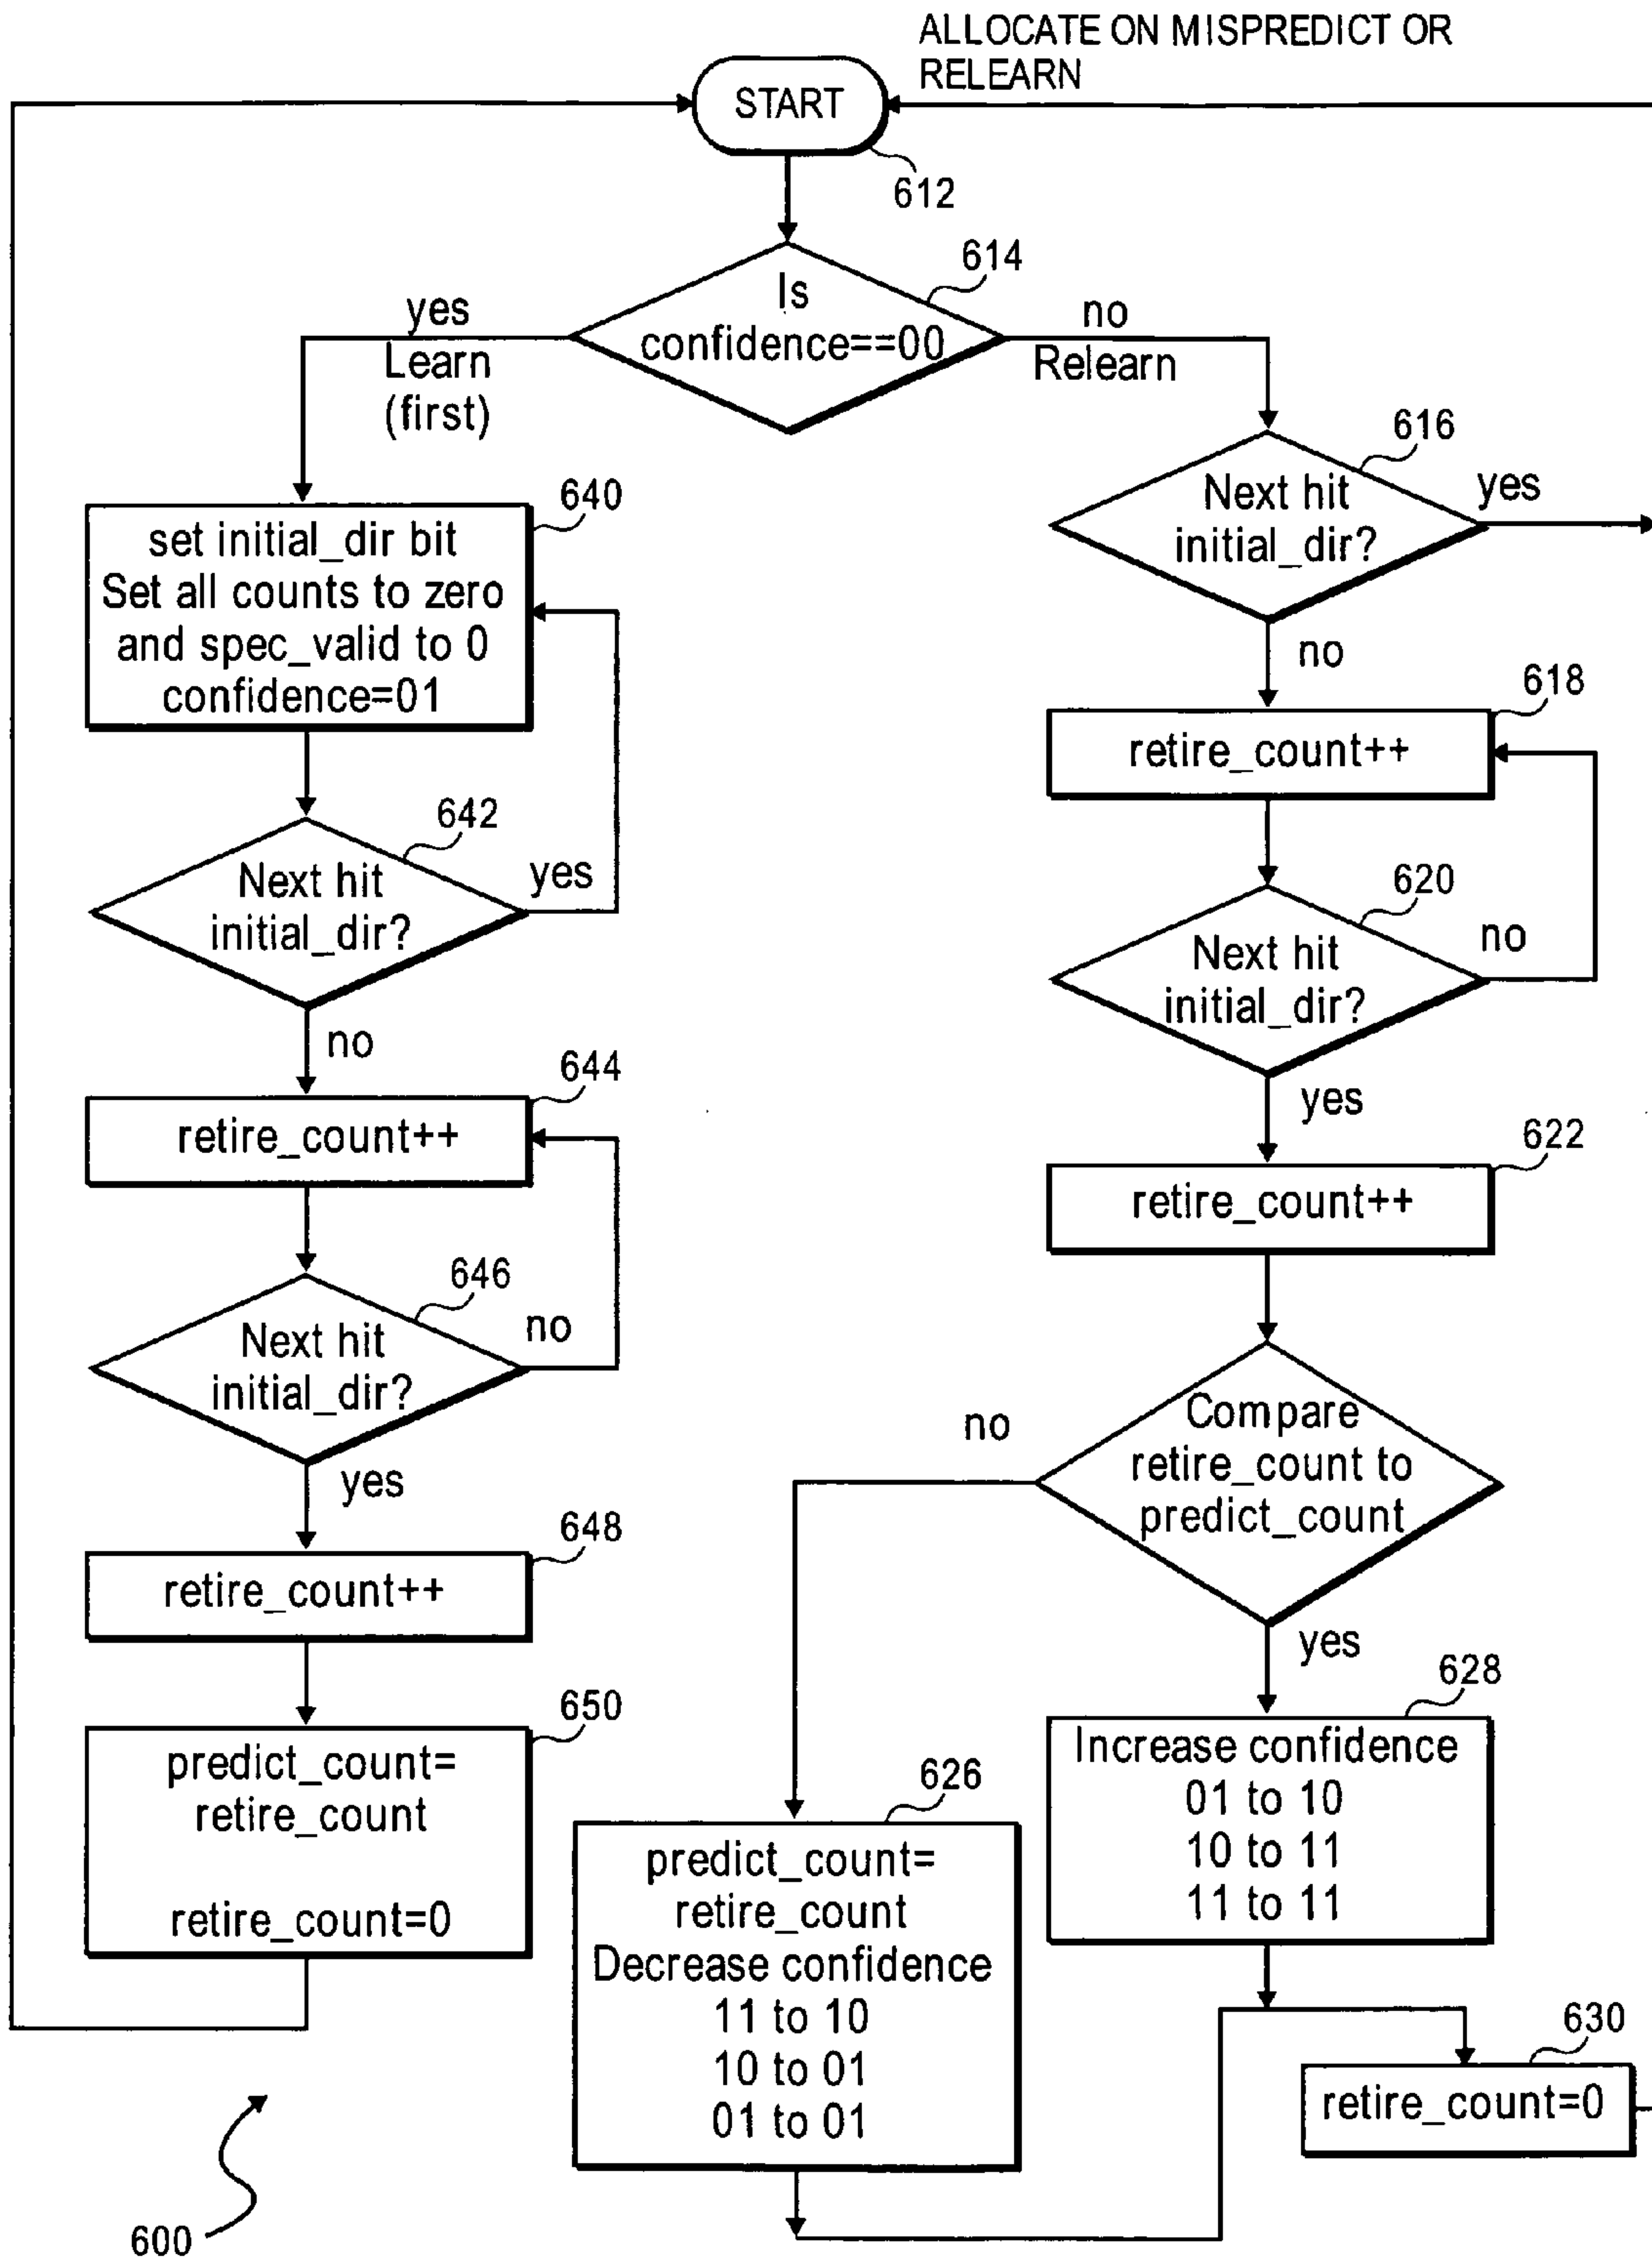 ALLOCATE ON MISPREDICT OR
RELEARN
START
612
614
Is
confidence==00
yes
Learn
(first)
no
Relearn
616
Next hit
initial_dir?
yes
no
640
set initial_dir bit
Set all counts to zero
and spec_valid to 0
confidence=01
618
retire_count++
642
Next hit
initial_dir?
yes
no
620
Next hit
initial_dir?
no
yes
644
retire_count++
622
retire_count++
646
Next hit
initial_dir?
no
yes
Compare
retire_count to
predict_count
no
yes
648
retire_count++
650
predict_count=
retire_count
retire_count=0
628
Increase confidence
01 to 10
10 to 11
11 to 11
626
predict_count=
retire_count
Decrease confidence
11 to 10
10 to 01
01 to 01
630
retire_count=0
600